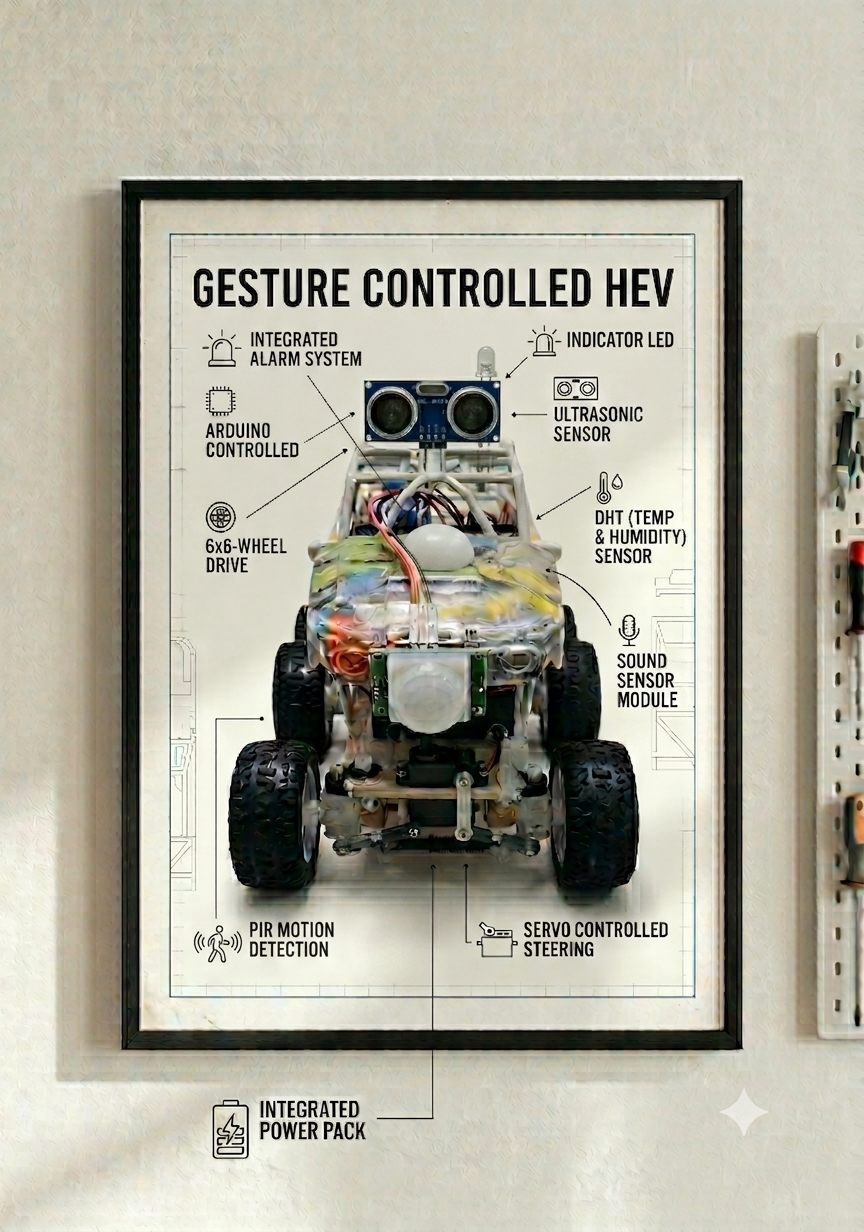 GESTURE CONTROLLED HEV
INTEGRATED
ALARM SYSTEM
INDICATOR LED
ARDUINO
CONTROLLED
ULTRASONIC
SENSOR
6x6-WHEEL
DRIVE
DHT (TEMP
& HUMIDITY)
SENSOR
SOUND
SENSOR
MODULE
PIR MOTION
DETECTION
SERVO CONTROLLED
STEERING
INTEGRATED
POWER PACK